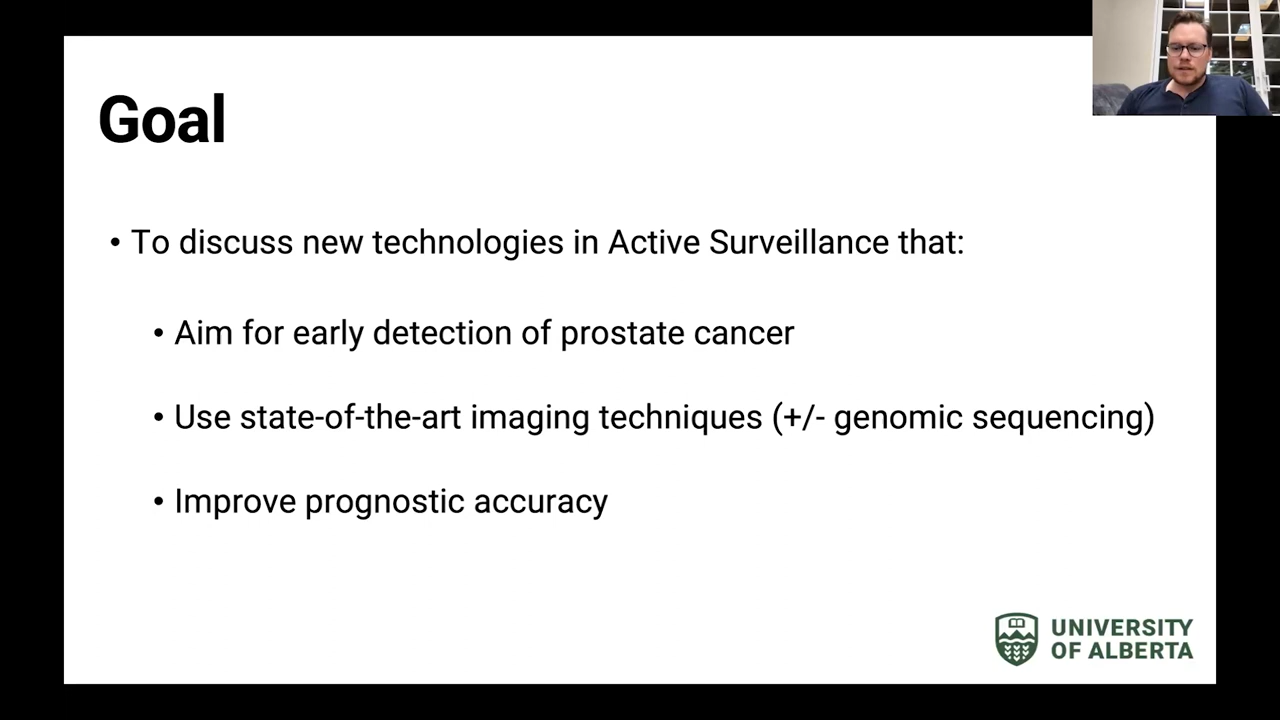 Goal
• To discuss new technologies in Active Surveillance that:
• Aim for early detection of prostate cancer
• Use state-of-the-art imaging techniques (+/- genomic sequencing)
• Improve prognostic accuracy
UNIVERSITY
OF ALBERTA